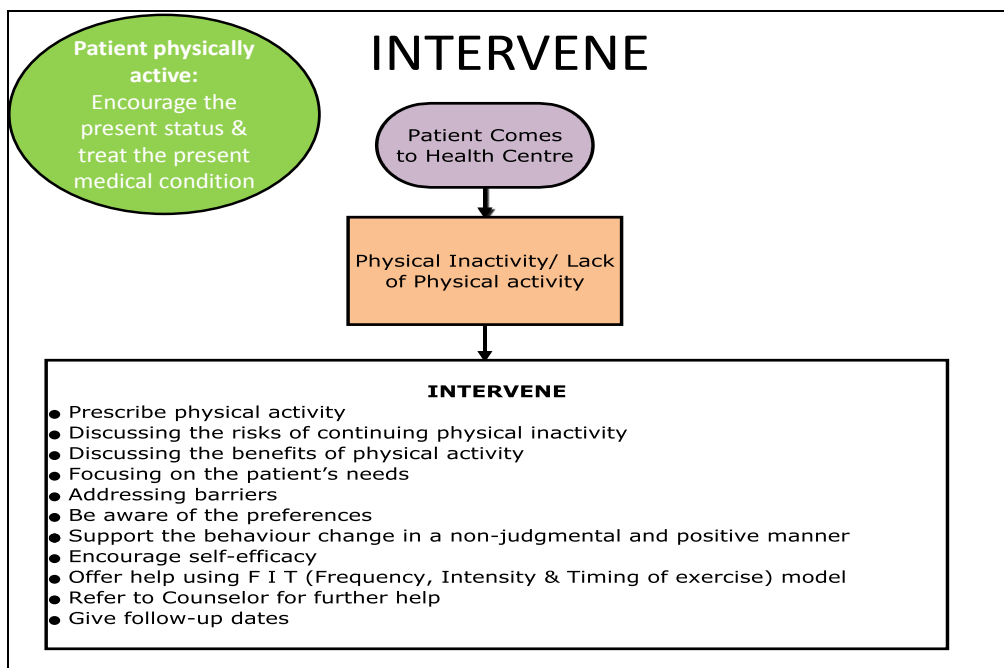 Patient physically
active:
Encourage the
present status &
treat the present
medical condition
INTERVENE
Patient Comes
to Health Centre
Physical Inactivity/ Lack
of Physical activity
INTERVENE
● Prescribe physical activity
● Discussing the risks of continuing physical inactivity
● Discussing the benefits of physical activity
● Focusing on the patient’s needs
● Addressing barriers
● Be aware of the preferences
● Support the behaviour change in a non-judgmental and positive manner
● Encourage self-efficacy
● Offer help using F I T (Frequency, Intensity & Timing of exercise) model
● Refer to Counselor for further help
● Give follow-up dates